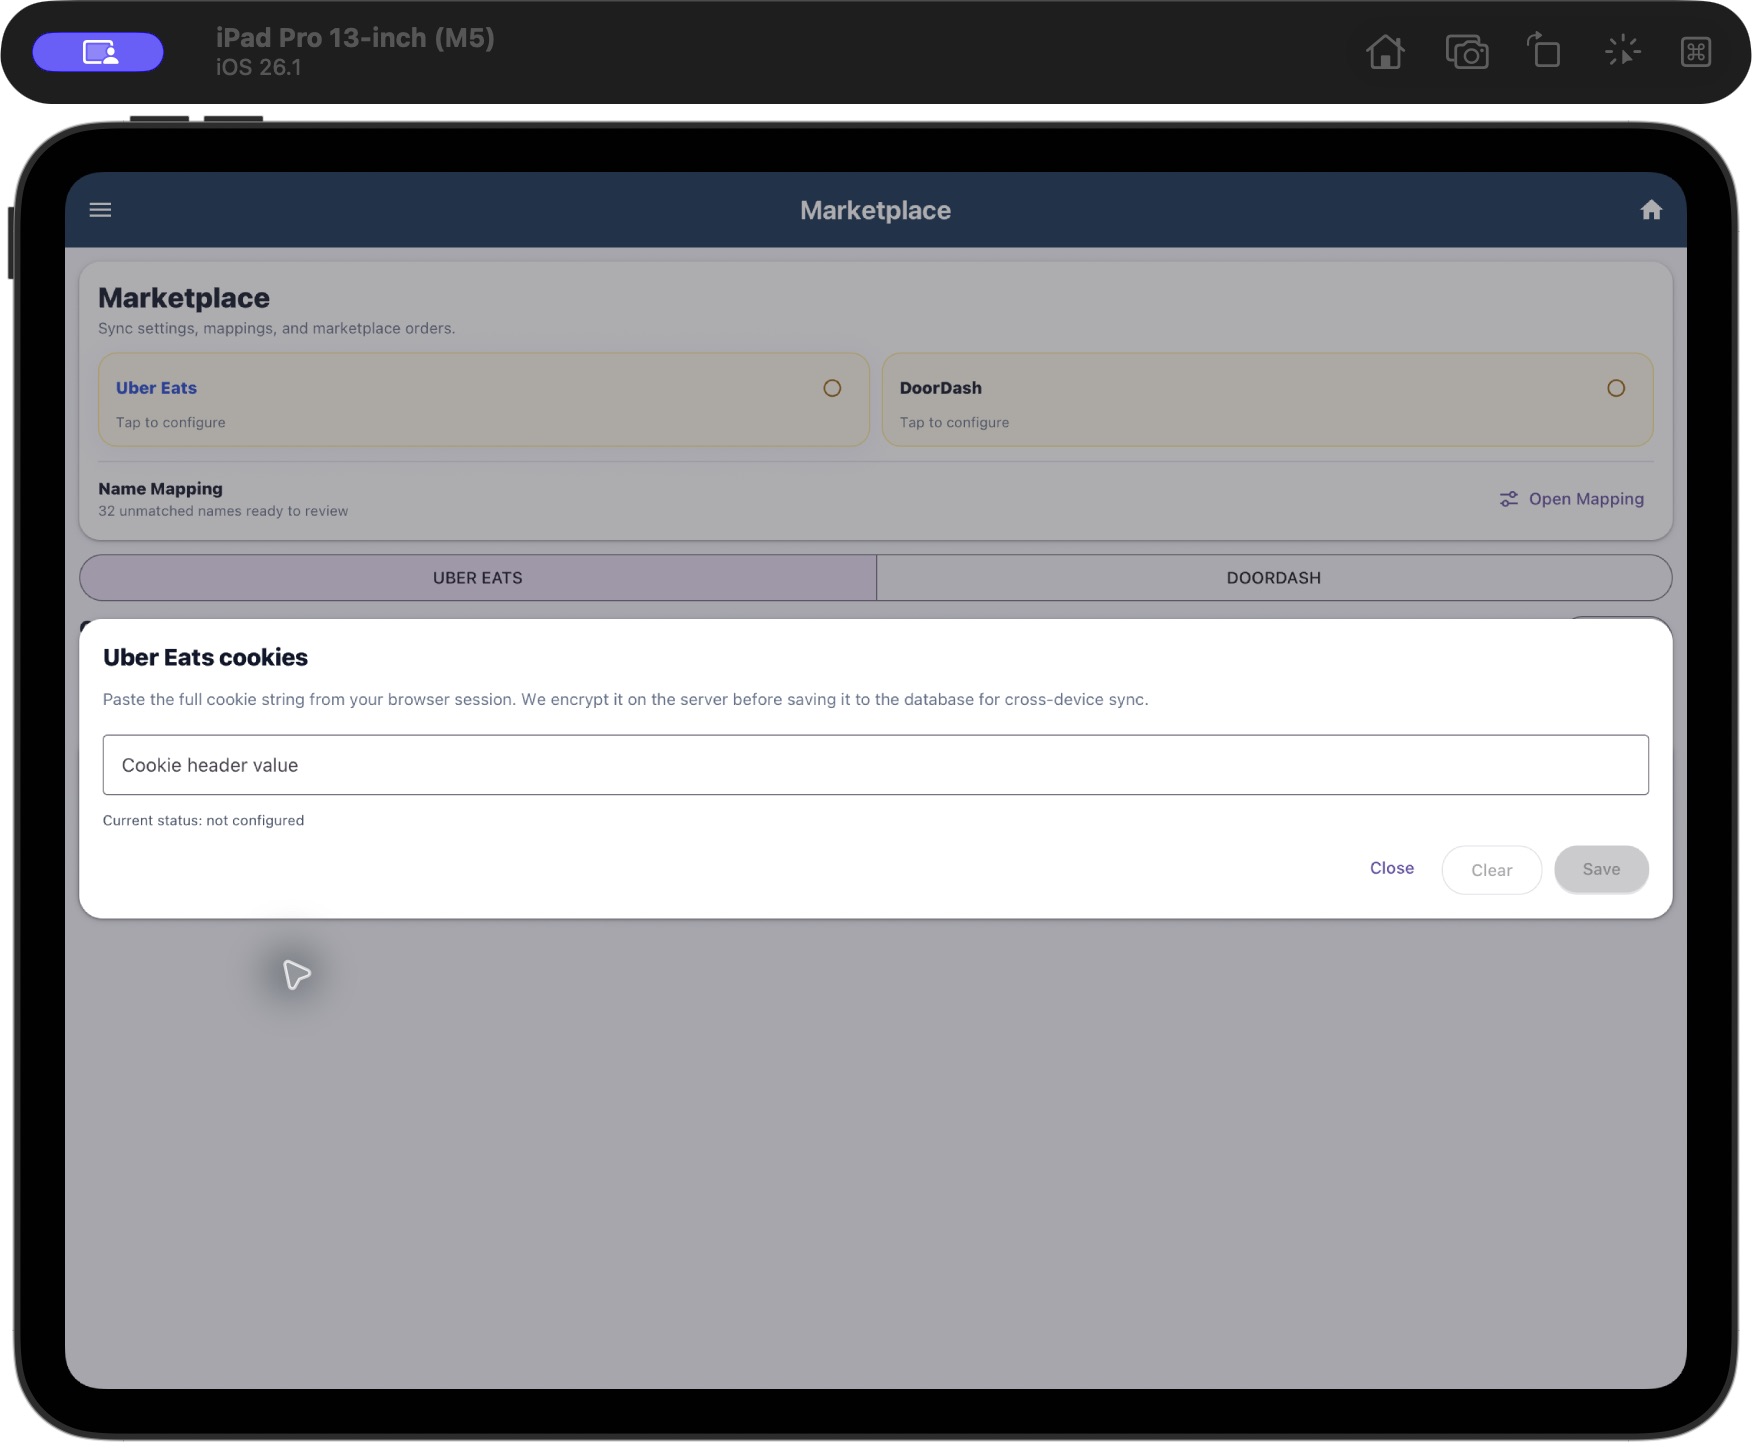 iPad Pro 13-inch (M5)
iOS 26.1
Marketplace
Marketplace
Sync settings, mappings, and marketplace orders.
Uber Eats
Tap to configure
DoorDash
Tap to configure
Name Mapping
32 unmatched names ready to review
Open Mapping
UBER EATS
DOORDASH
Uber Eats cookies
Paste the full cookie string from your browser session. We encrypt it on the server before saving it to the database for cross-device sync.
Cookie header value
Current status: not configured
Close
Clear
Save